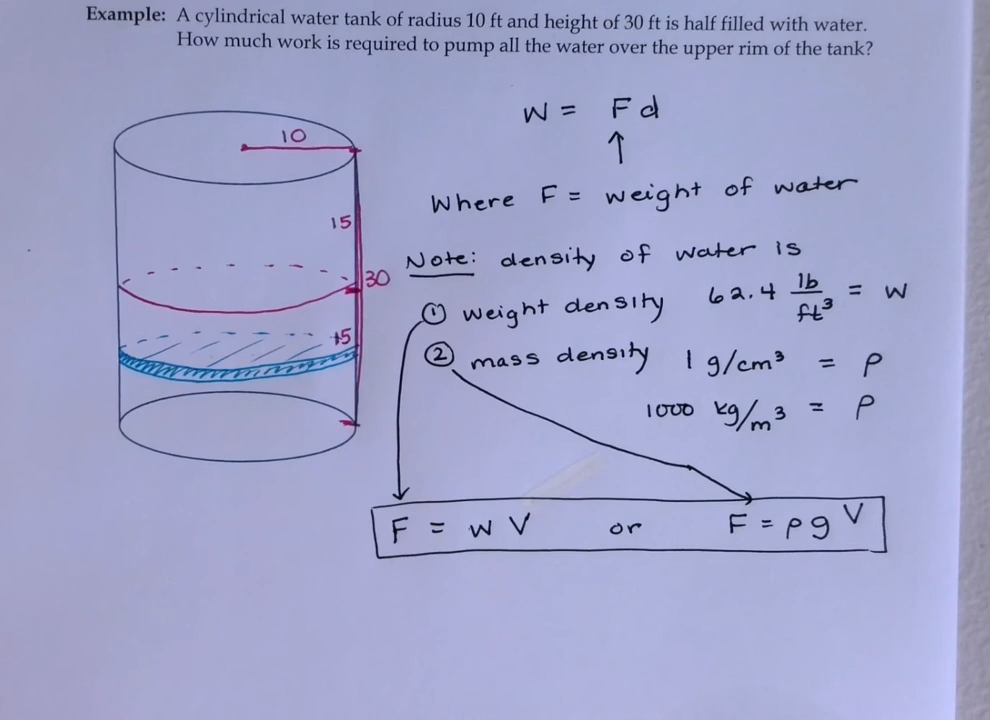 Example: A cylindrical water tank of radius 10 ft and height of 30 ft is half filled with water.
How much work is required to pump all the water over the upper rim of the tank?
W = Fd
↑
10
Where F = weight of water
15
Note: density of water is
30
① weight density 62.4 lb/ft³ = w
15
② mass density 1 g/cm³ = ρ
1000 kg/m³ = ρ
F = wV or F = ρgV